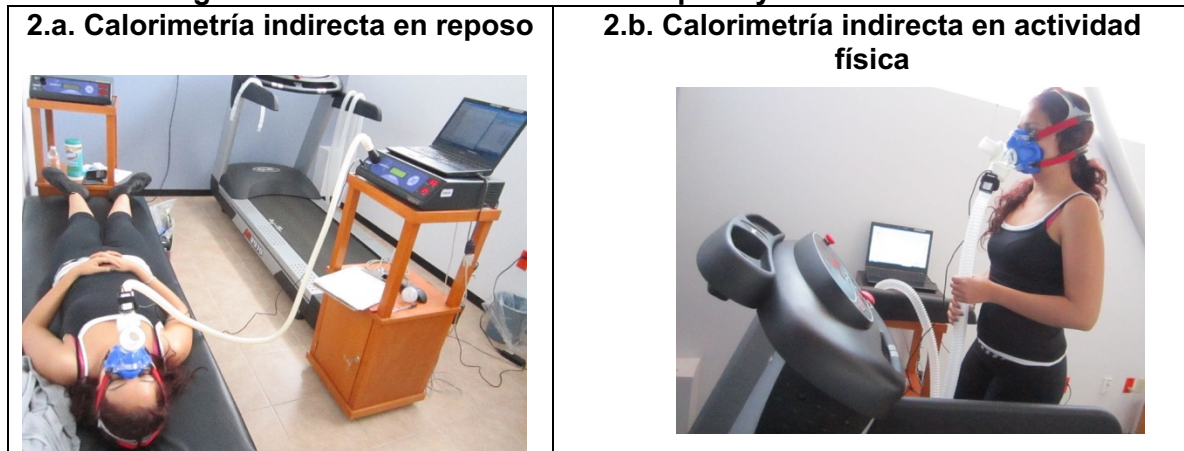 2.a. Calorimetría indirecta en reposo
2.b. Calorimetría indirecta en actividad
física